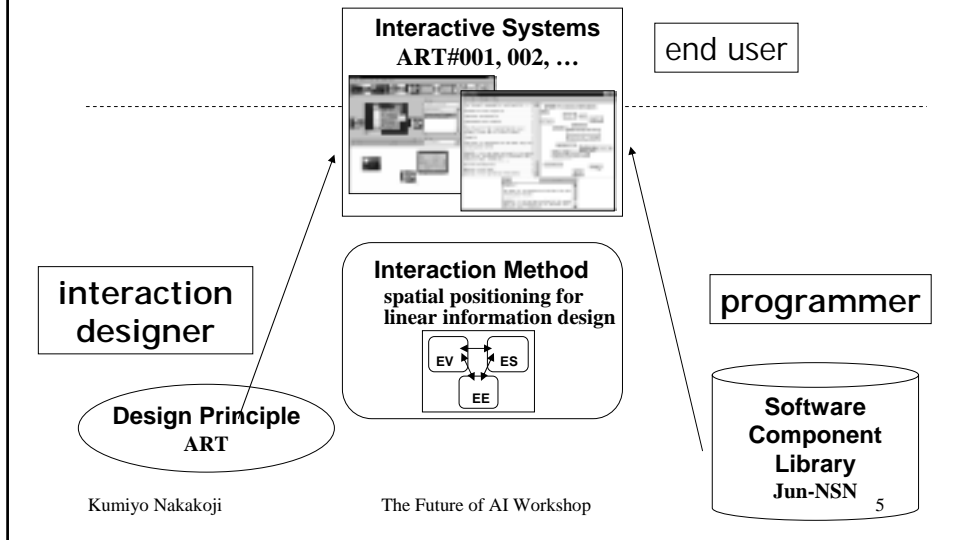 Interactive Systems
ART#001, 002, …
end user
interaction
designer
Interaction Method
spatial positioning for
linear information design
EV
ES
EE
programmer
Design Principle
ART
Software
Component
Library
Jun-NSN
Kumiyo Nakakoji
The Future of AI Workshop
5